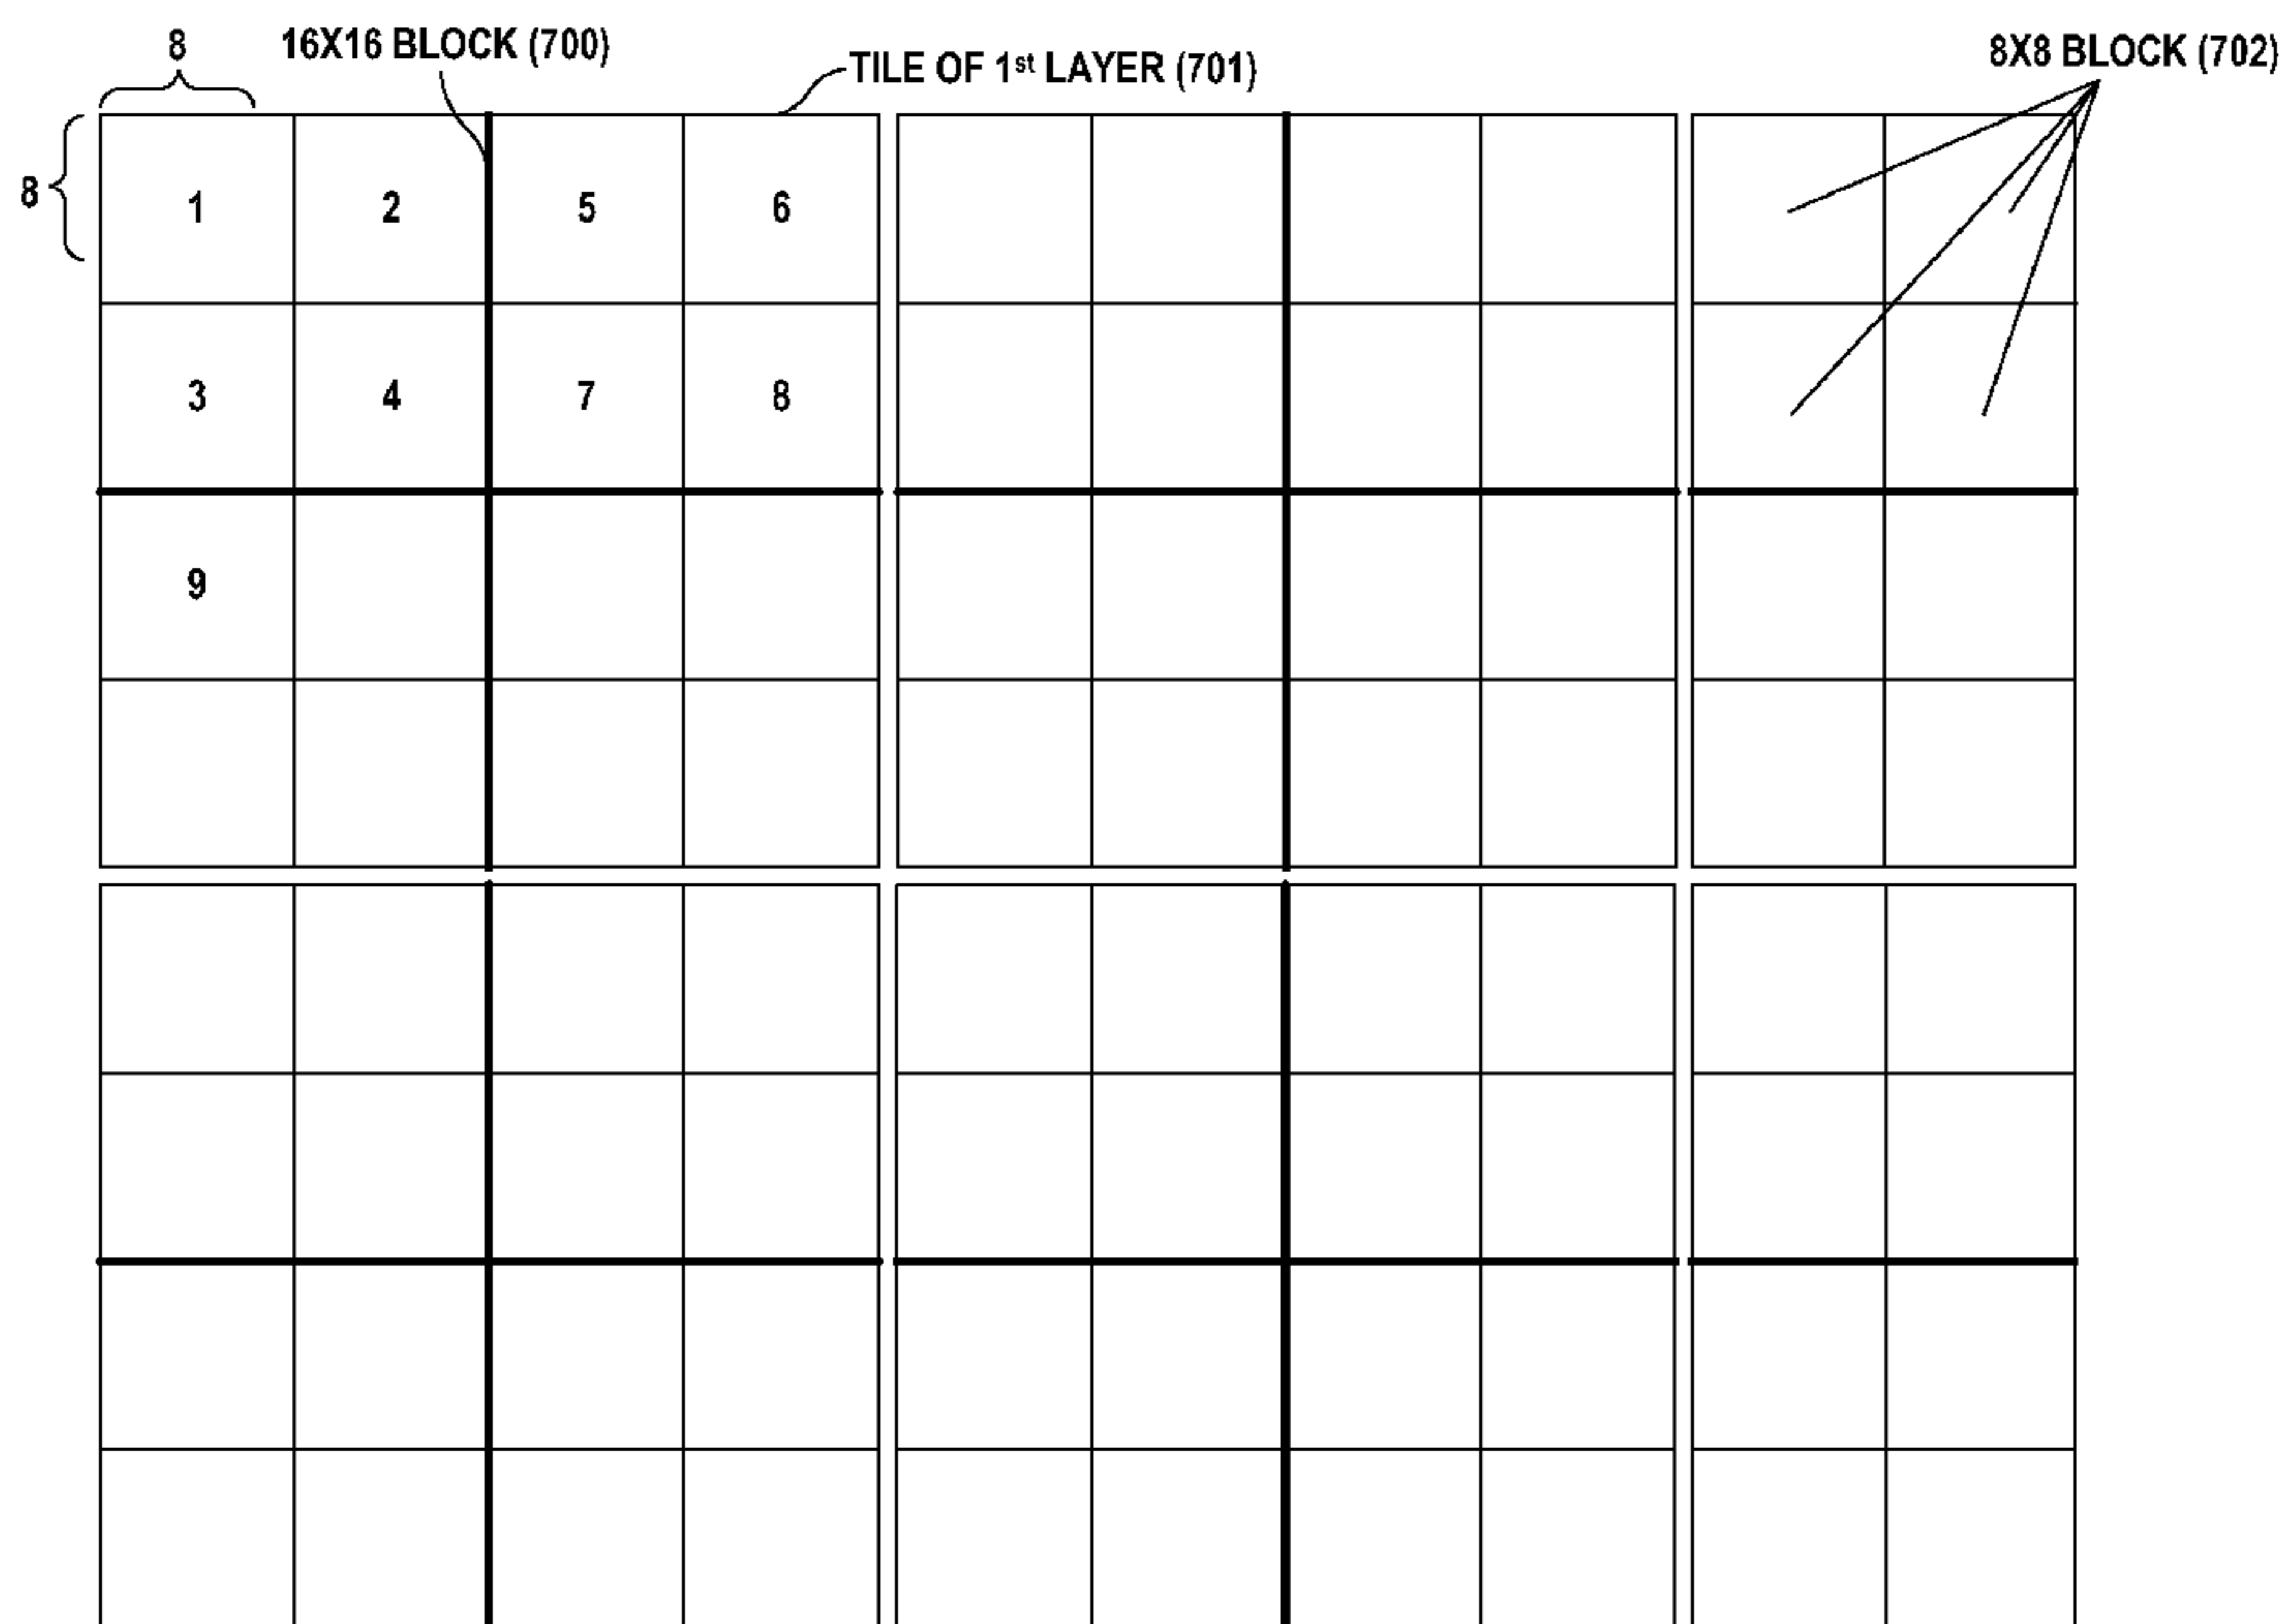 8
16X16 BLOCK (700)
TILE OF 1st LAYER (701)
8X8 BLOCK (702)
8
1 2 5 6
3 4 7 8
9